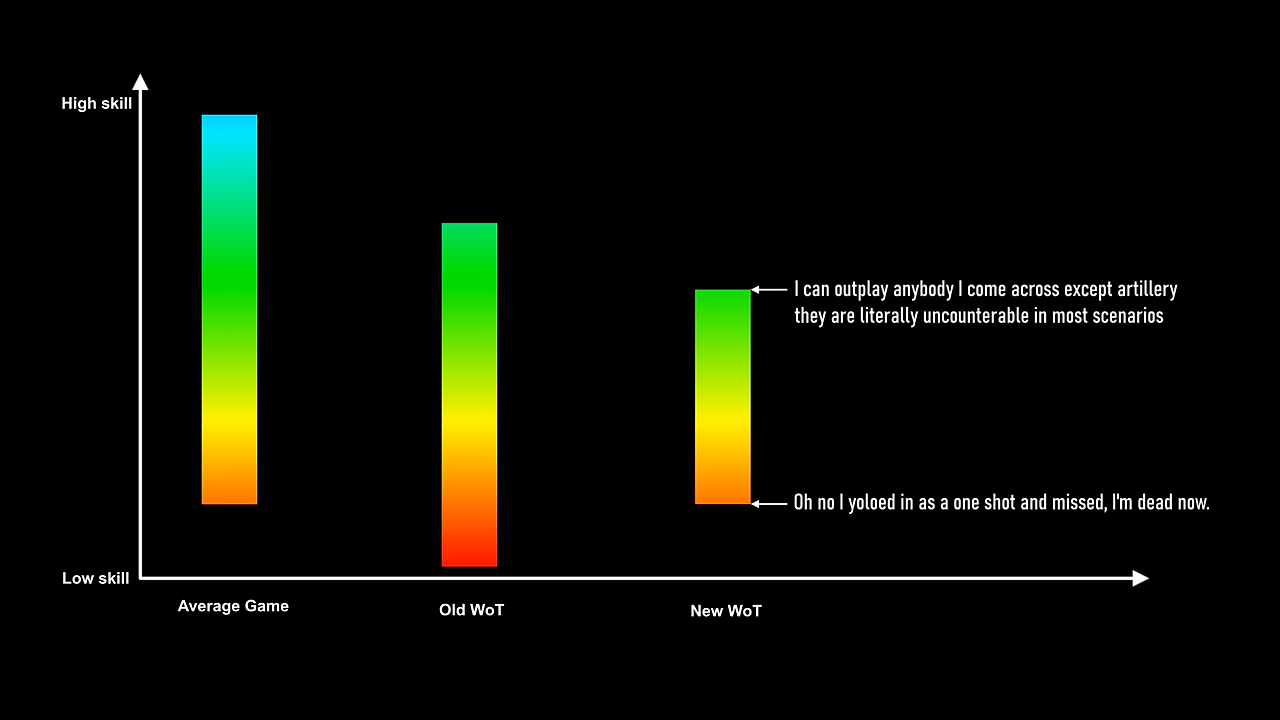 High skill
I can outplay anybody I come across except artillery
they are literally uncounterable in most scenarios
Oh no I yoloed in as a one shot and missed, I'm dead now.
Low skill
Average Game
Old WoT
New WoT